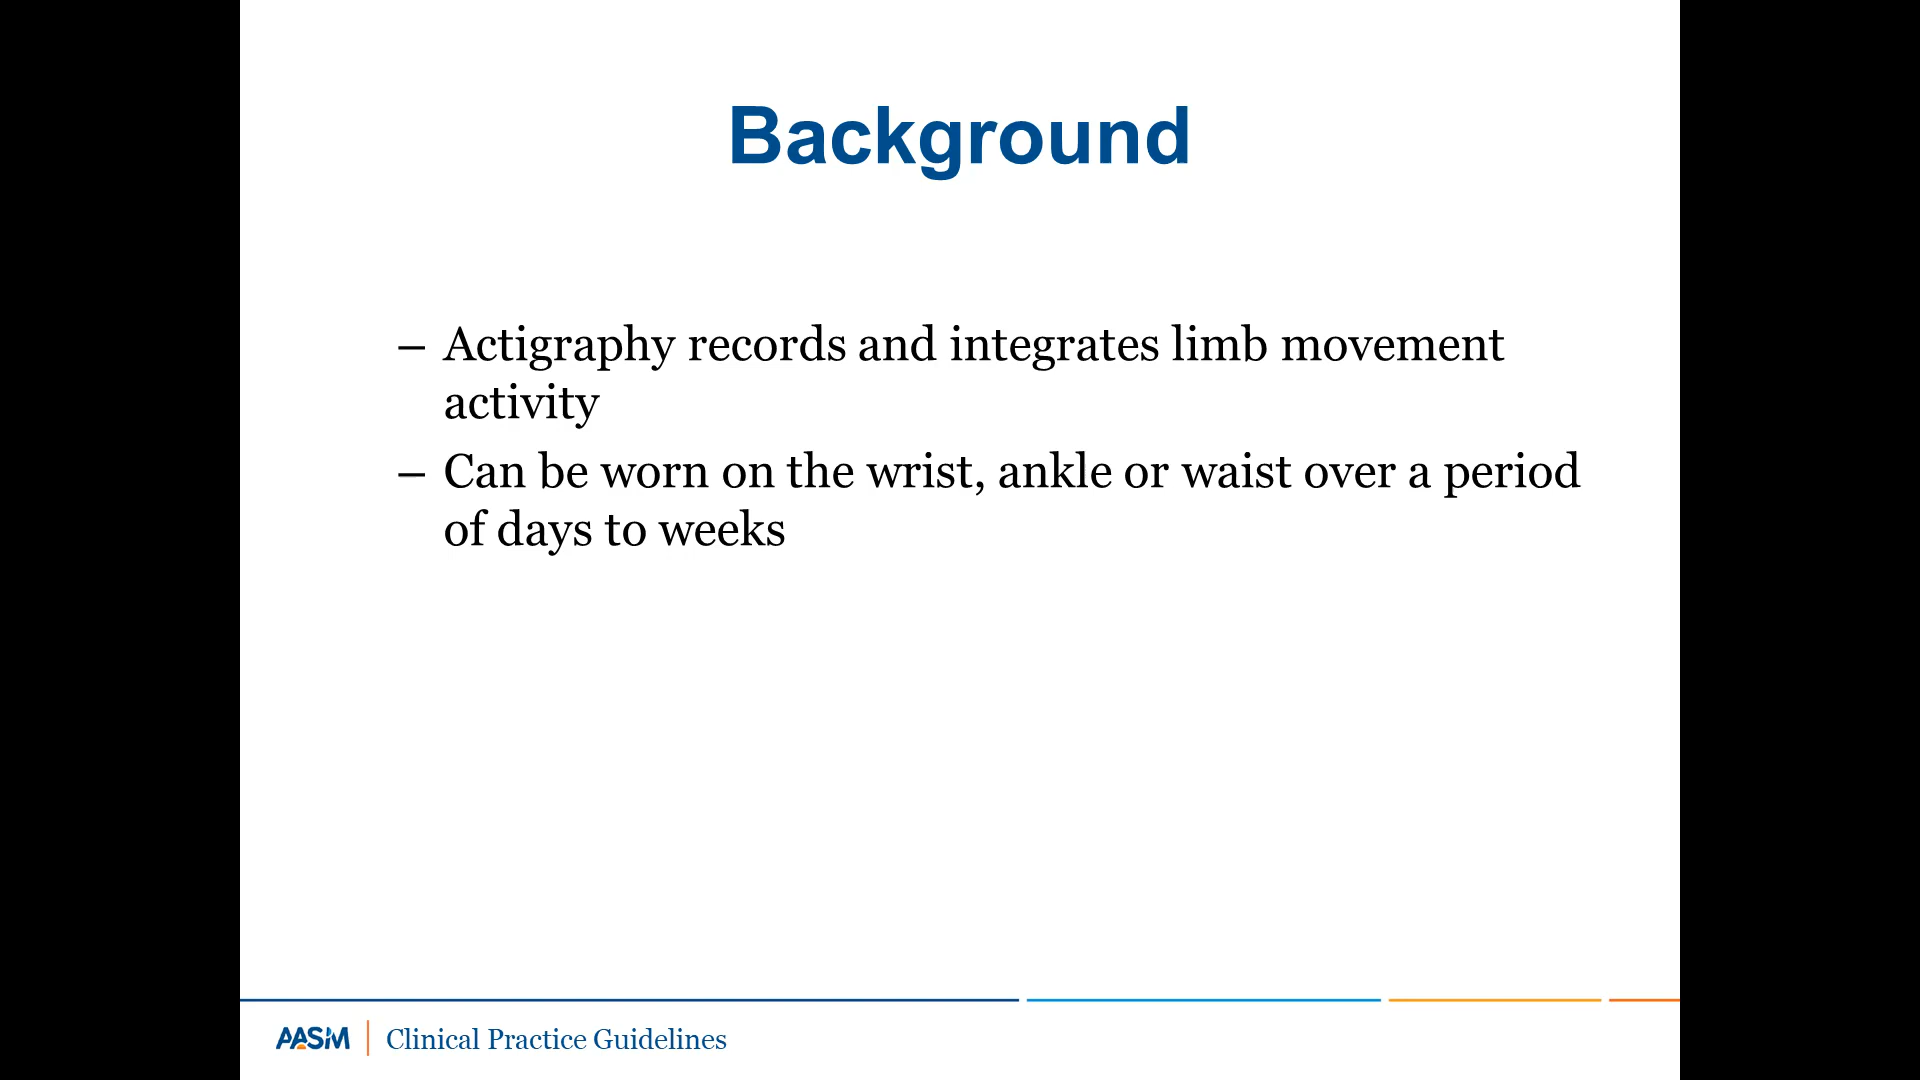 Background
– Actigraphy records and integrates limb movement
activity
– Can be worn on the wrist, ankle or waist over a period
of days to weeks
AASM | Clinical Practice Guidelines